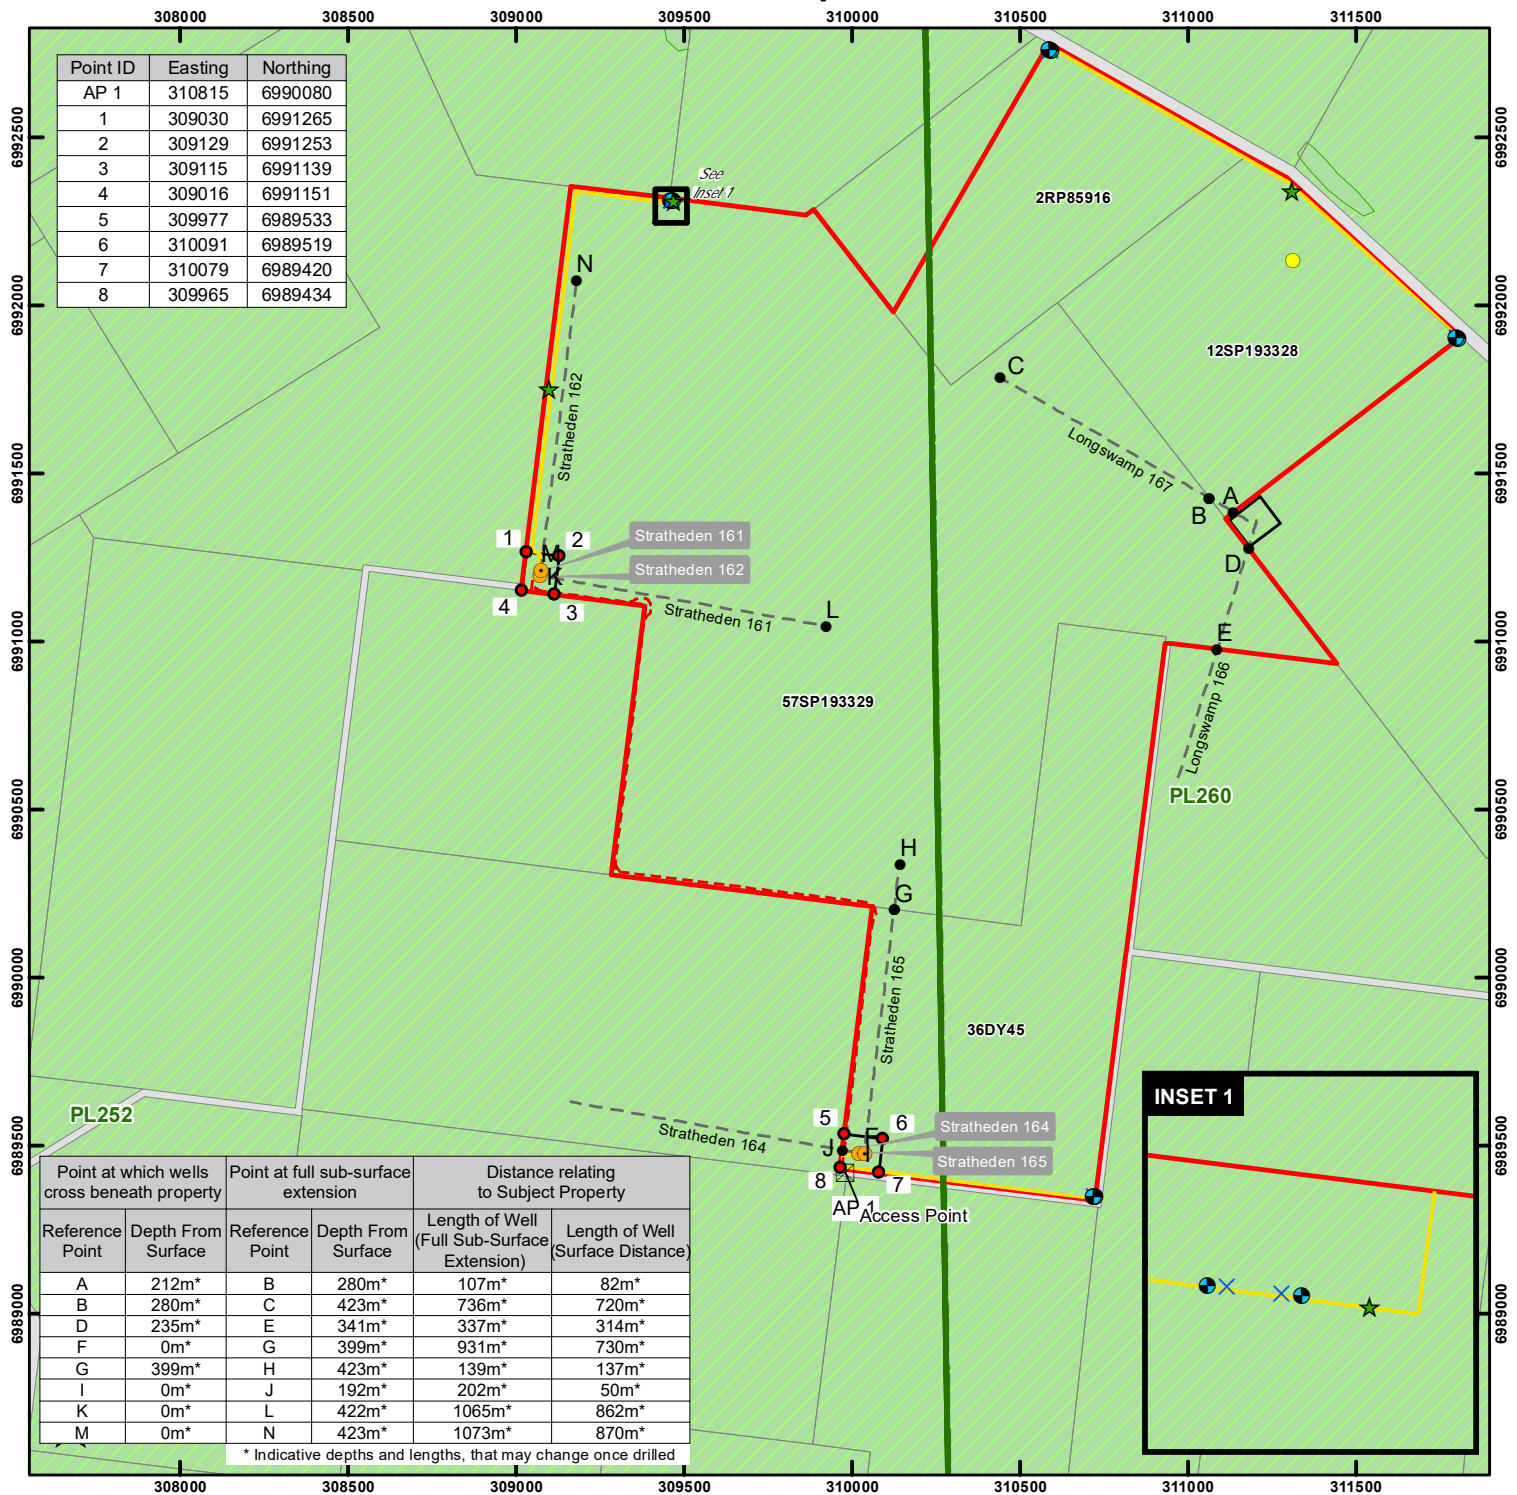 308000 308500 309000 309500 310000 310500 311000 311500
Point ID Easting Northing
AP 1 310815 6990080
1 309030 6991265
2 309129 6991253
3 309115 6991139
4 309016 6991151
5 309977 6989533
6 310091 6989519
7 310079 6989420
8 309965 6989434
6992500
6992000
6991500
6991000
6990500
6990000
6989500
6989000
6992500
6992000
6991500
6991000
6990500
6990000
6989500
6989000
See
Inset 1
2RP85916
12SP193328
N
C
Stratheden 162
Longswamp 167
A
B
D
E
1
2
M
K
4
3
Stratheden 161
Stratheden 162
Stratheden 161
L
57SP193329
Longswamp 166
PL260
H
G
Stratheden 165
36DY45
PL252
Stratheden 164
5
6
J
F
8
7
Stratheden 164
Stratheden 165
AP 1
Access Point
INSET 1
Point at which wells
cross beneath property
Point at full sub-surface
extension
Distance relating
to Subject Property
Reference
Point
Depth From
Surface
Reference
Point
Depth From
Surface
Length of Well
(Full Sub-Surface
Extension)
Length of Well
(Surface Distance)
A 212m* B 280m* 107m* 82m*
B 280m* C 423m* 736m* 720m*
D 235m* E 341m* 337m* 314m*
F 0m* G 399m* 931m* 730m*
G 399m* H 423m* 139m* 137m*
I 0m* J 192m* 202m* 50m*
K 0m* L 422m* 1065m* 862m*
M 0m* N 423m* 1073m* 870m*
* Indicative depths and lengths, that may change once drilled
308000 308500 309000 309500 310000 310500 311000 311500